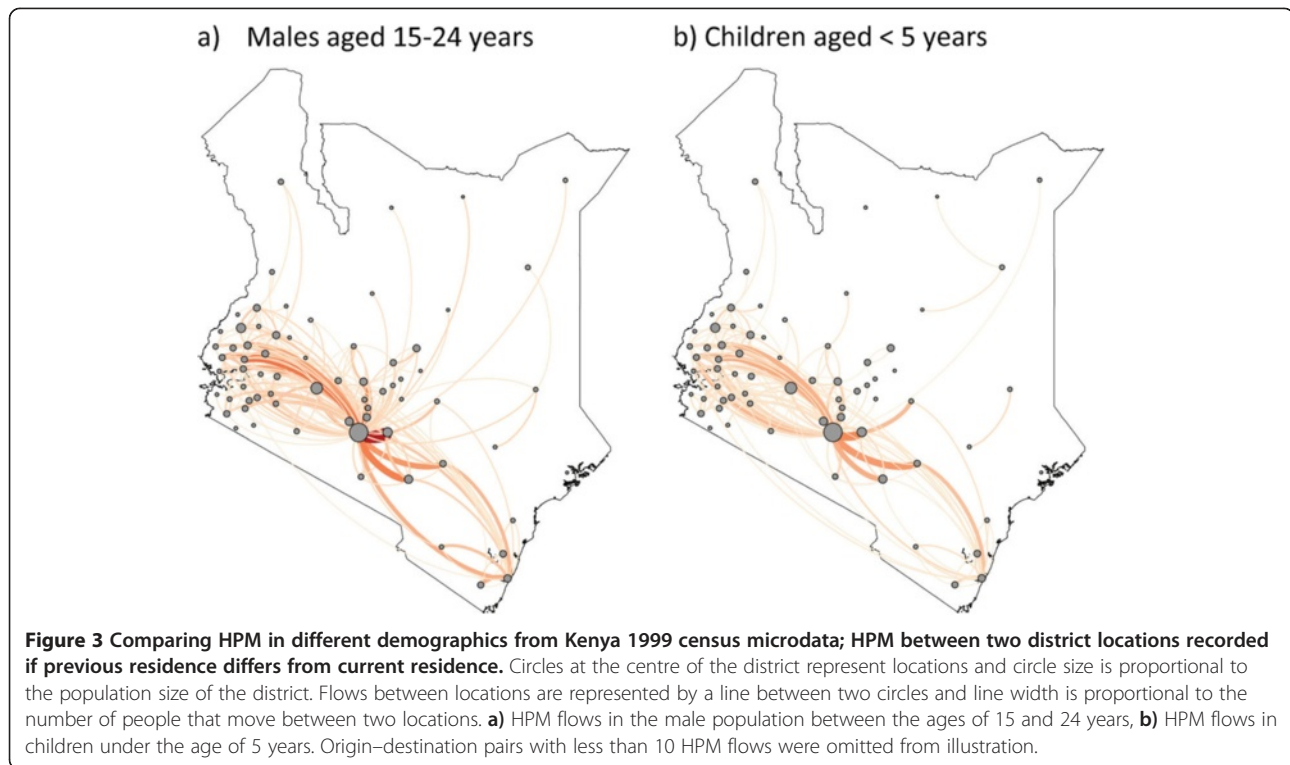 a) Males aged 15-24 years
b) Children aged < 5 years
Figure 3 Comparing HPM in different demographics from Kenya 1999 census microdata; HPM between two district locations recorded
if previous residence differs from current residence. Circles at the centre of the district represent locations and circle size is proportional to
the population size of the district. Flows between locations are represented by a line between two circles and line width is proportional to the
number of people that move between two locations. a) HPM flows in the male population between the ages of 15 and 24 years, b) HPM flows in
children under the age of 5 years. Origin–destination pairs with less than 10 HPM flows were omitted from illustration.